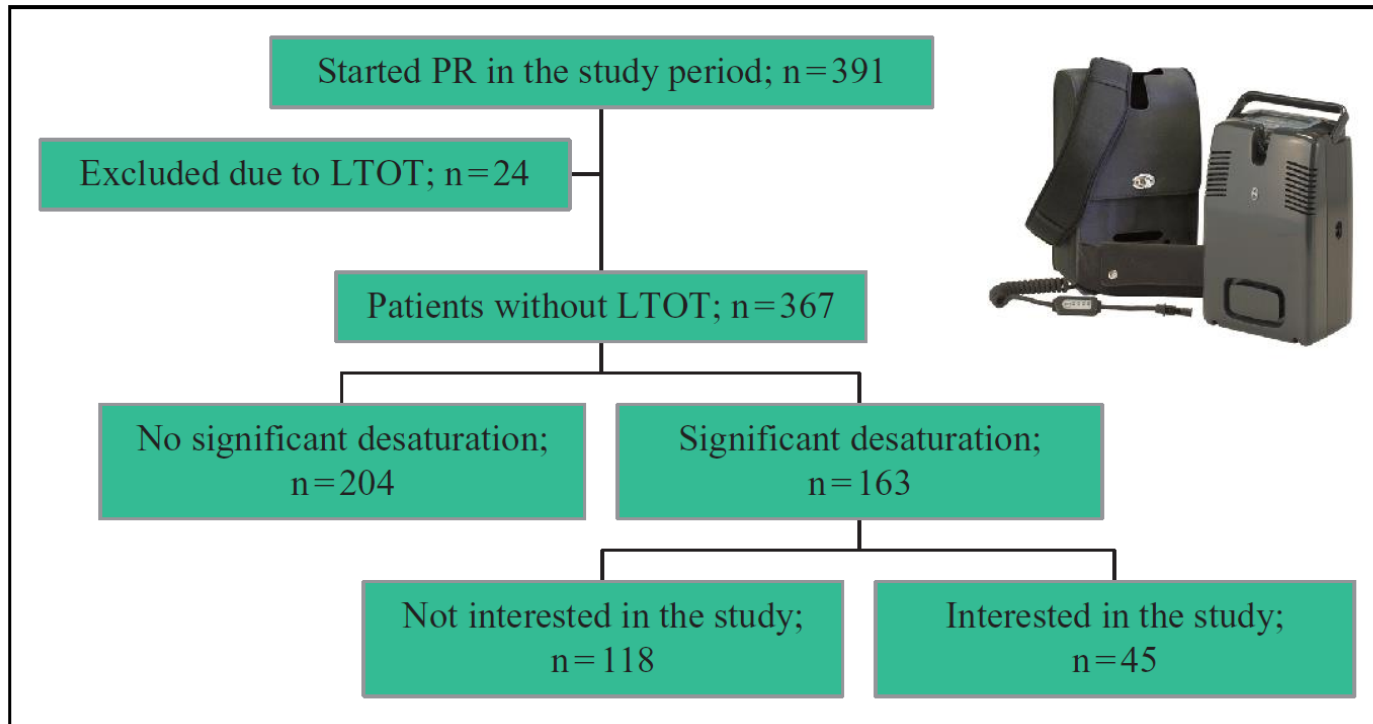 Started PR in the study period; n=391
Excluded due to LTOT; n=24
Patients without LTOT; n=367
No significant desaturation;
n=204
Significant desaturation;
n=163
Not interested in the study;
n=118
Interested in the study;
n=45